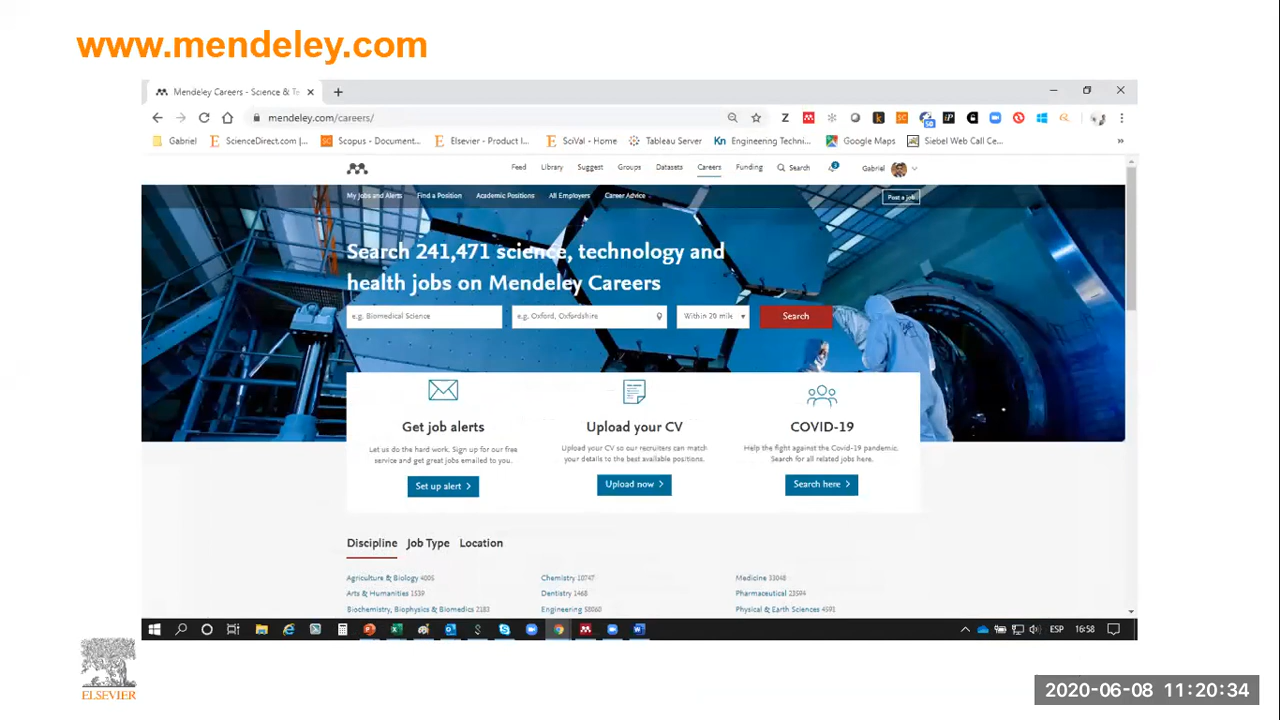 www.mendeley.com
Mendeley Careers - Science & Te
mendeley.com/careers/
Gabriel
ScienceDirect.com |...
Scopus - Document...
Elsevier - Product I...
SciVal - Home
Tableau Server
Engineering Techni...
Google Maps
Siebel Web Call Ce...
Feed
Library
Suggest
Groups
Datasets
Careers
Funding
Search
Gabriel
My Jobs and Alerts
Find a Position
Academic Positions
All Employers
Career Advice
Post a job
Search 241,471 science, technology and
health jobs on Mendeley Careers
e.g. Biomedical Science
e.g. Oxford, Oxfordshire
Within 20 mile
Search
Get job alerts
Let us do the hard work. Sign up for our free
service and get great jobs emailed to you.
Set up alert
Upload your CV
Upload your CV so our recruiters can match
your details to the best available positions.
Upload now
COVID-19
Help the fight against the Covid-19 pandemic.
Search for all related jobs here.
Search here
Discipline
Job Type
Location
Agriculture & Biology 4005
Chemistry 10747
Medicine 33048
Arts & Humanities 1539
Dentistry 1468
Pharmaceutical 23594
Biochemistry, Biophysics & Biomedics 2183
Engineering 58060
Physical & Earth Sciences 4591
ESP
16:58
ELSEVIER
2020-06-08 11:20:34